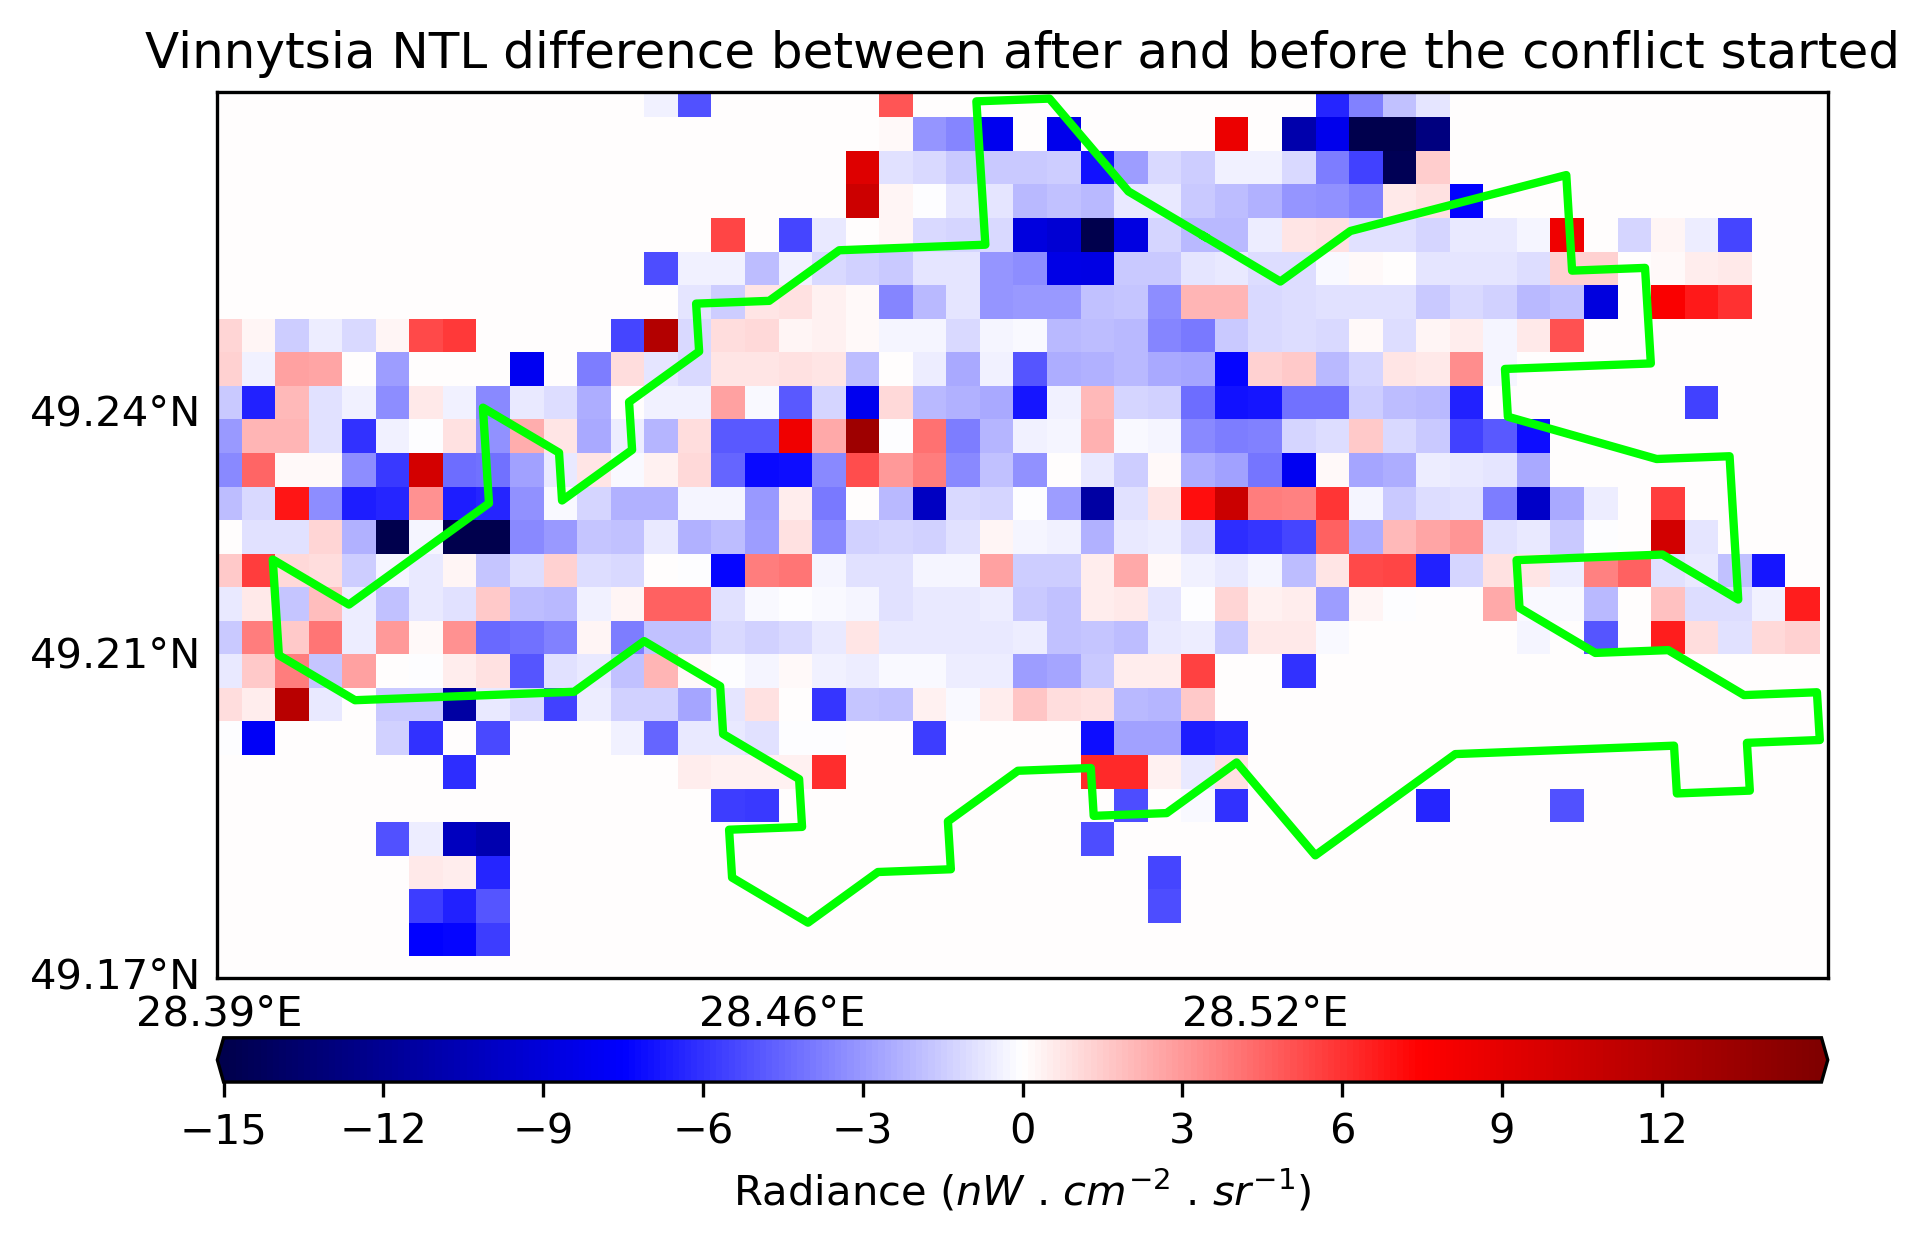 Vinnytsia NTL difference between after and before the conflict started
49.24°N
49.21°N
49.17°N
28.39°E 28.46°E 28.52°E
−15 −12 −9 −6 −3 0 3 6 9 12
Radiance (nW . cm⁻² . sr⁻¹)